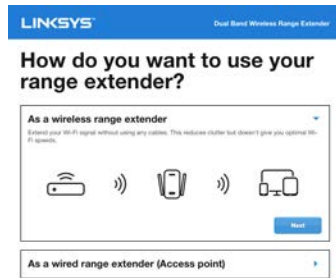 LINKSYS
Dual Band Wireless Range Extender
How do you want to use your
range extender?
As a wireless range extender
Extend your Wi-Fi signal without using any cables. This reduces clutter but doesn't give you optimal Wi-
Fi speeds.
Next
As a wired range extender (Access point)